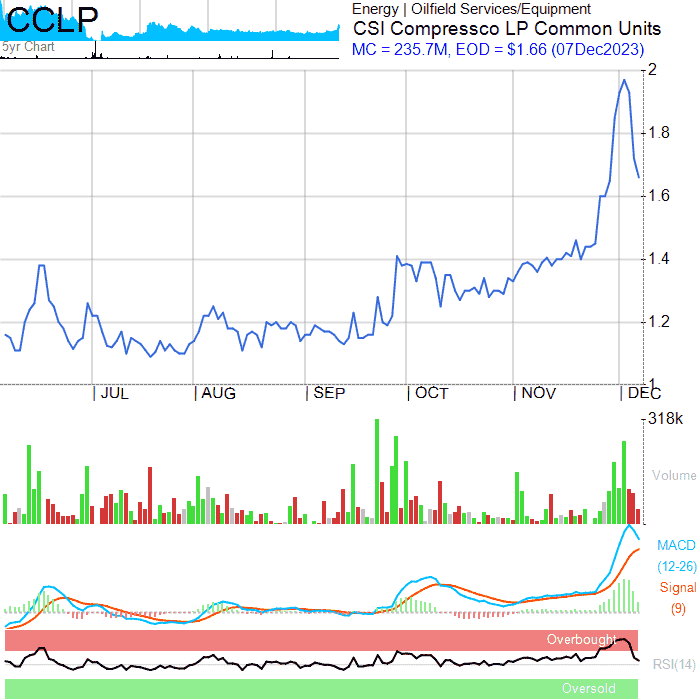 CCLP
Energy | Oilfield Services/Equipment
5yr Chart
CSI Compressco LP Common Units
MC = 235.7M, EOD = $1.66 (07Dec2023)
2
1.8
1.6
1.4
1.2
1
| JUL | AUG | SEP | OCT | NOV | DEC
318k
Volume
MACD
(12-26)
Signal
(9)
Overbought
RSI(14)
Oversold